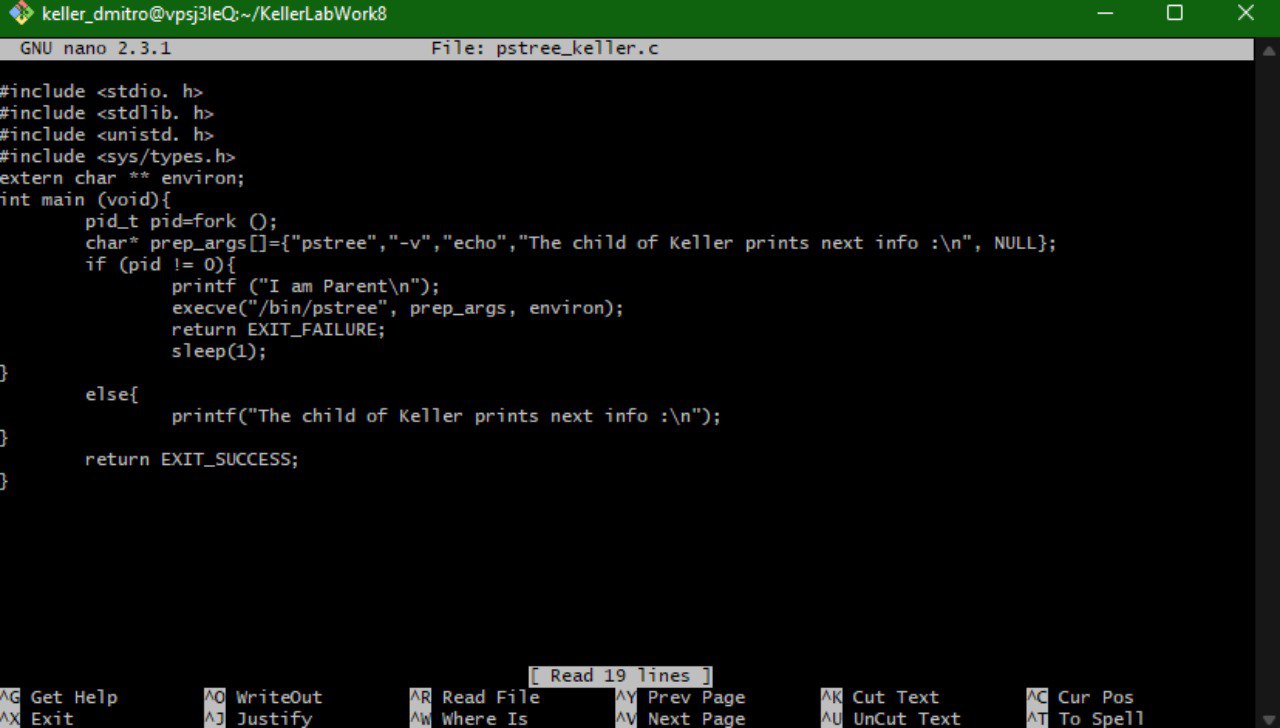 keller_dmitro@vpsj3leQ:~/KellerLabWork8
GNU nano 2.3.1 File: pstree_keller.c
#include <stdio. h>
#include <stdlib. h>
#include <unistd. h>
#include <sys/types.h>
extern char ** environ;
int main (void){
pid_t pid=fork ();
char* prep_args[]={"pstree","-v","echo","The child of Keller prints next info :\n", NULL};
if (pid != 0){
printf ("I am Parent\n");
execve("/bin/pstree", prep_args, environ);
return EXIT_FAILURE;
sleep(1);
}
else{
printf("The child of Keller prints next info :\n");
}
return EXIT_SUCCESS;
}
[ Read 19 lines ]
^G Get Help ^O WriteOut ^R Read File ^Y Prev Page ^K Cut Text ^C Cur Pos
^X Exit ^J Justify ^W Where Is ^V Next Page ^U UnCut Text ^T To Spell